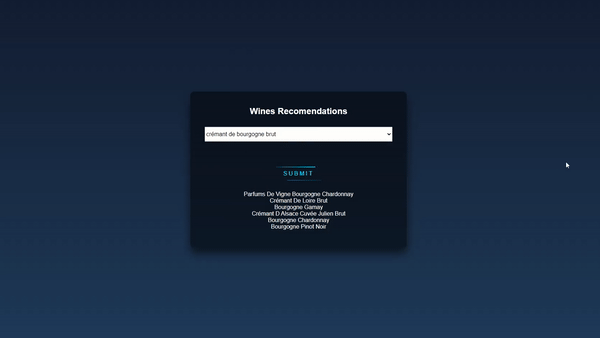 Wines Recomendations
crémant de bourgogne brut
SUBMIT
Parfums De Vigne Bourgogne Chardonnay
Crémant De Loire Brut
Bourgogne Gamay
Crémant D Alsace Cuvée Julien Brut
Bourgogne Chardonnay
Bourgogne Pinot Noir